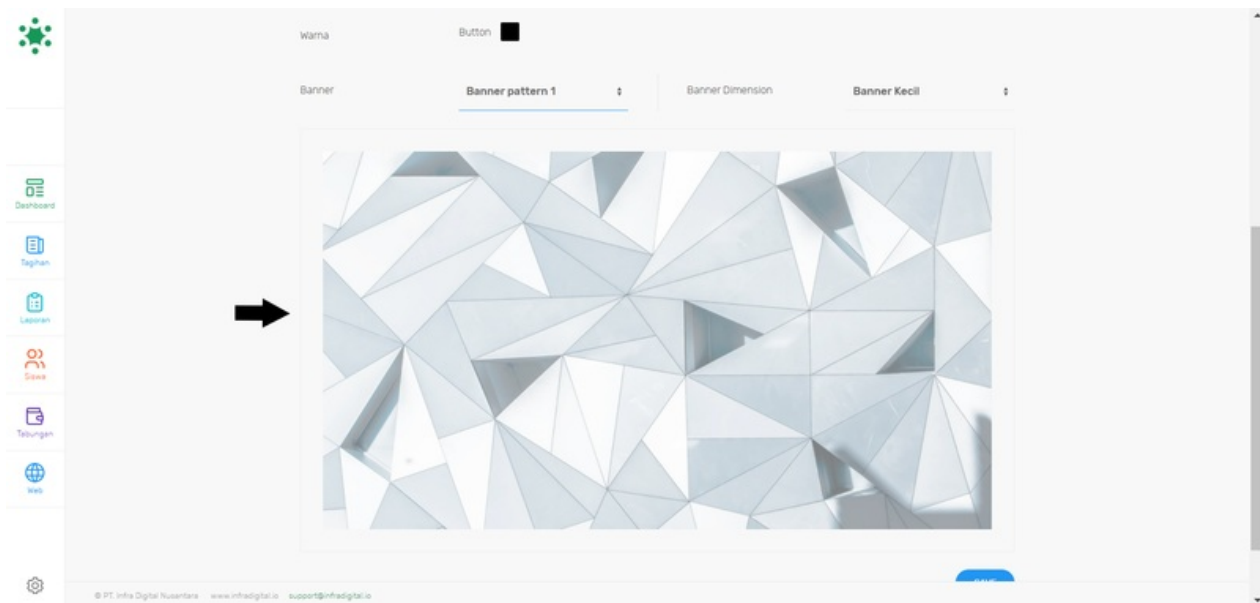 Warna Button
Banner Banner pattern 1 Banner Dimension Banner Kecil
Dashboard
Tagihan
Laporan
Siswa
Tabungan
Web
SAVE
© PT. Infra Digital Nusantara www.infradigital.io support@infradigital.io